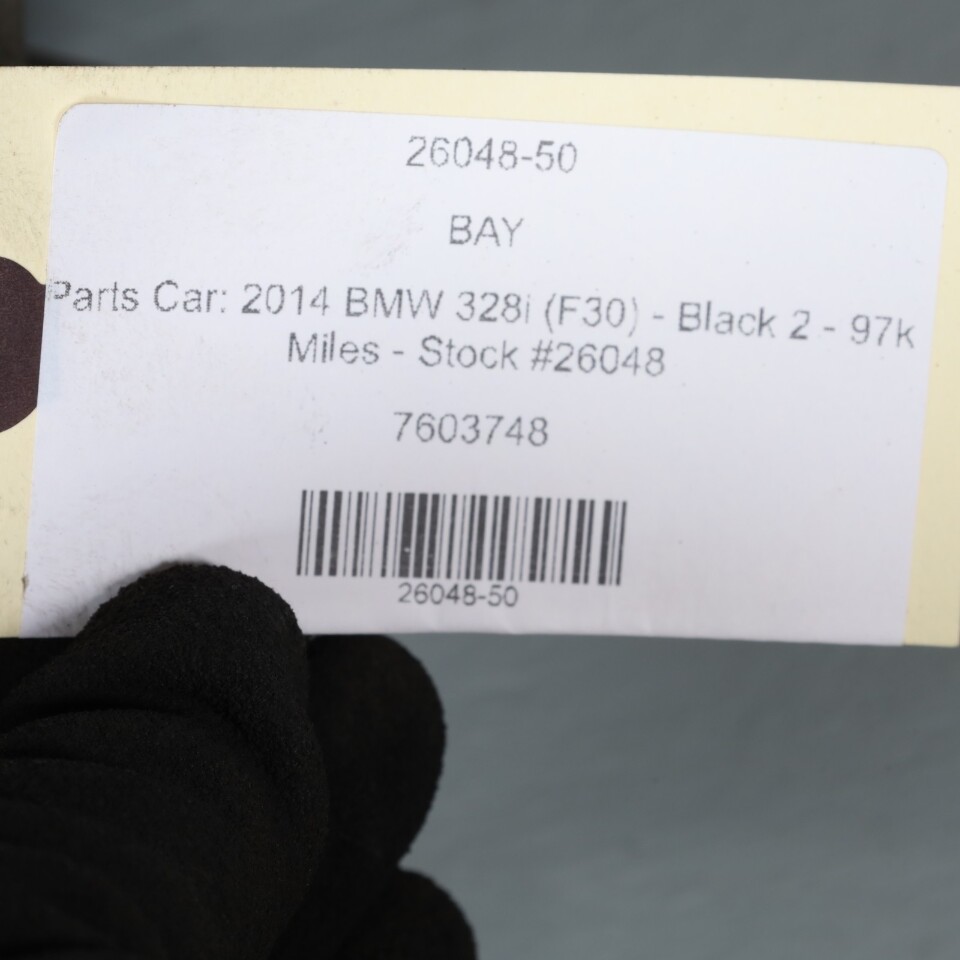 26048-50
BAY
Parts Car: 2014 BMW 328i (F30) - Black 2 - 97k
Miles - Stock #26048
7603748
26048-50